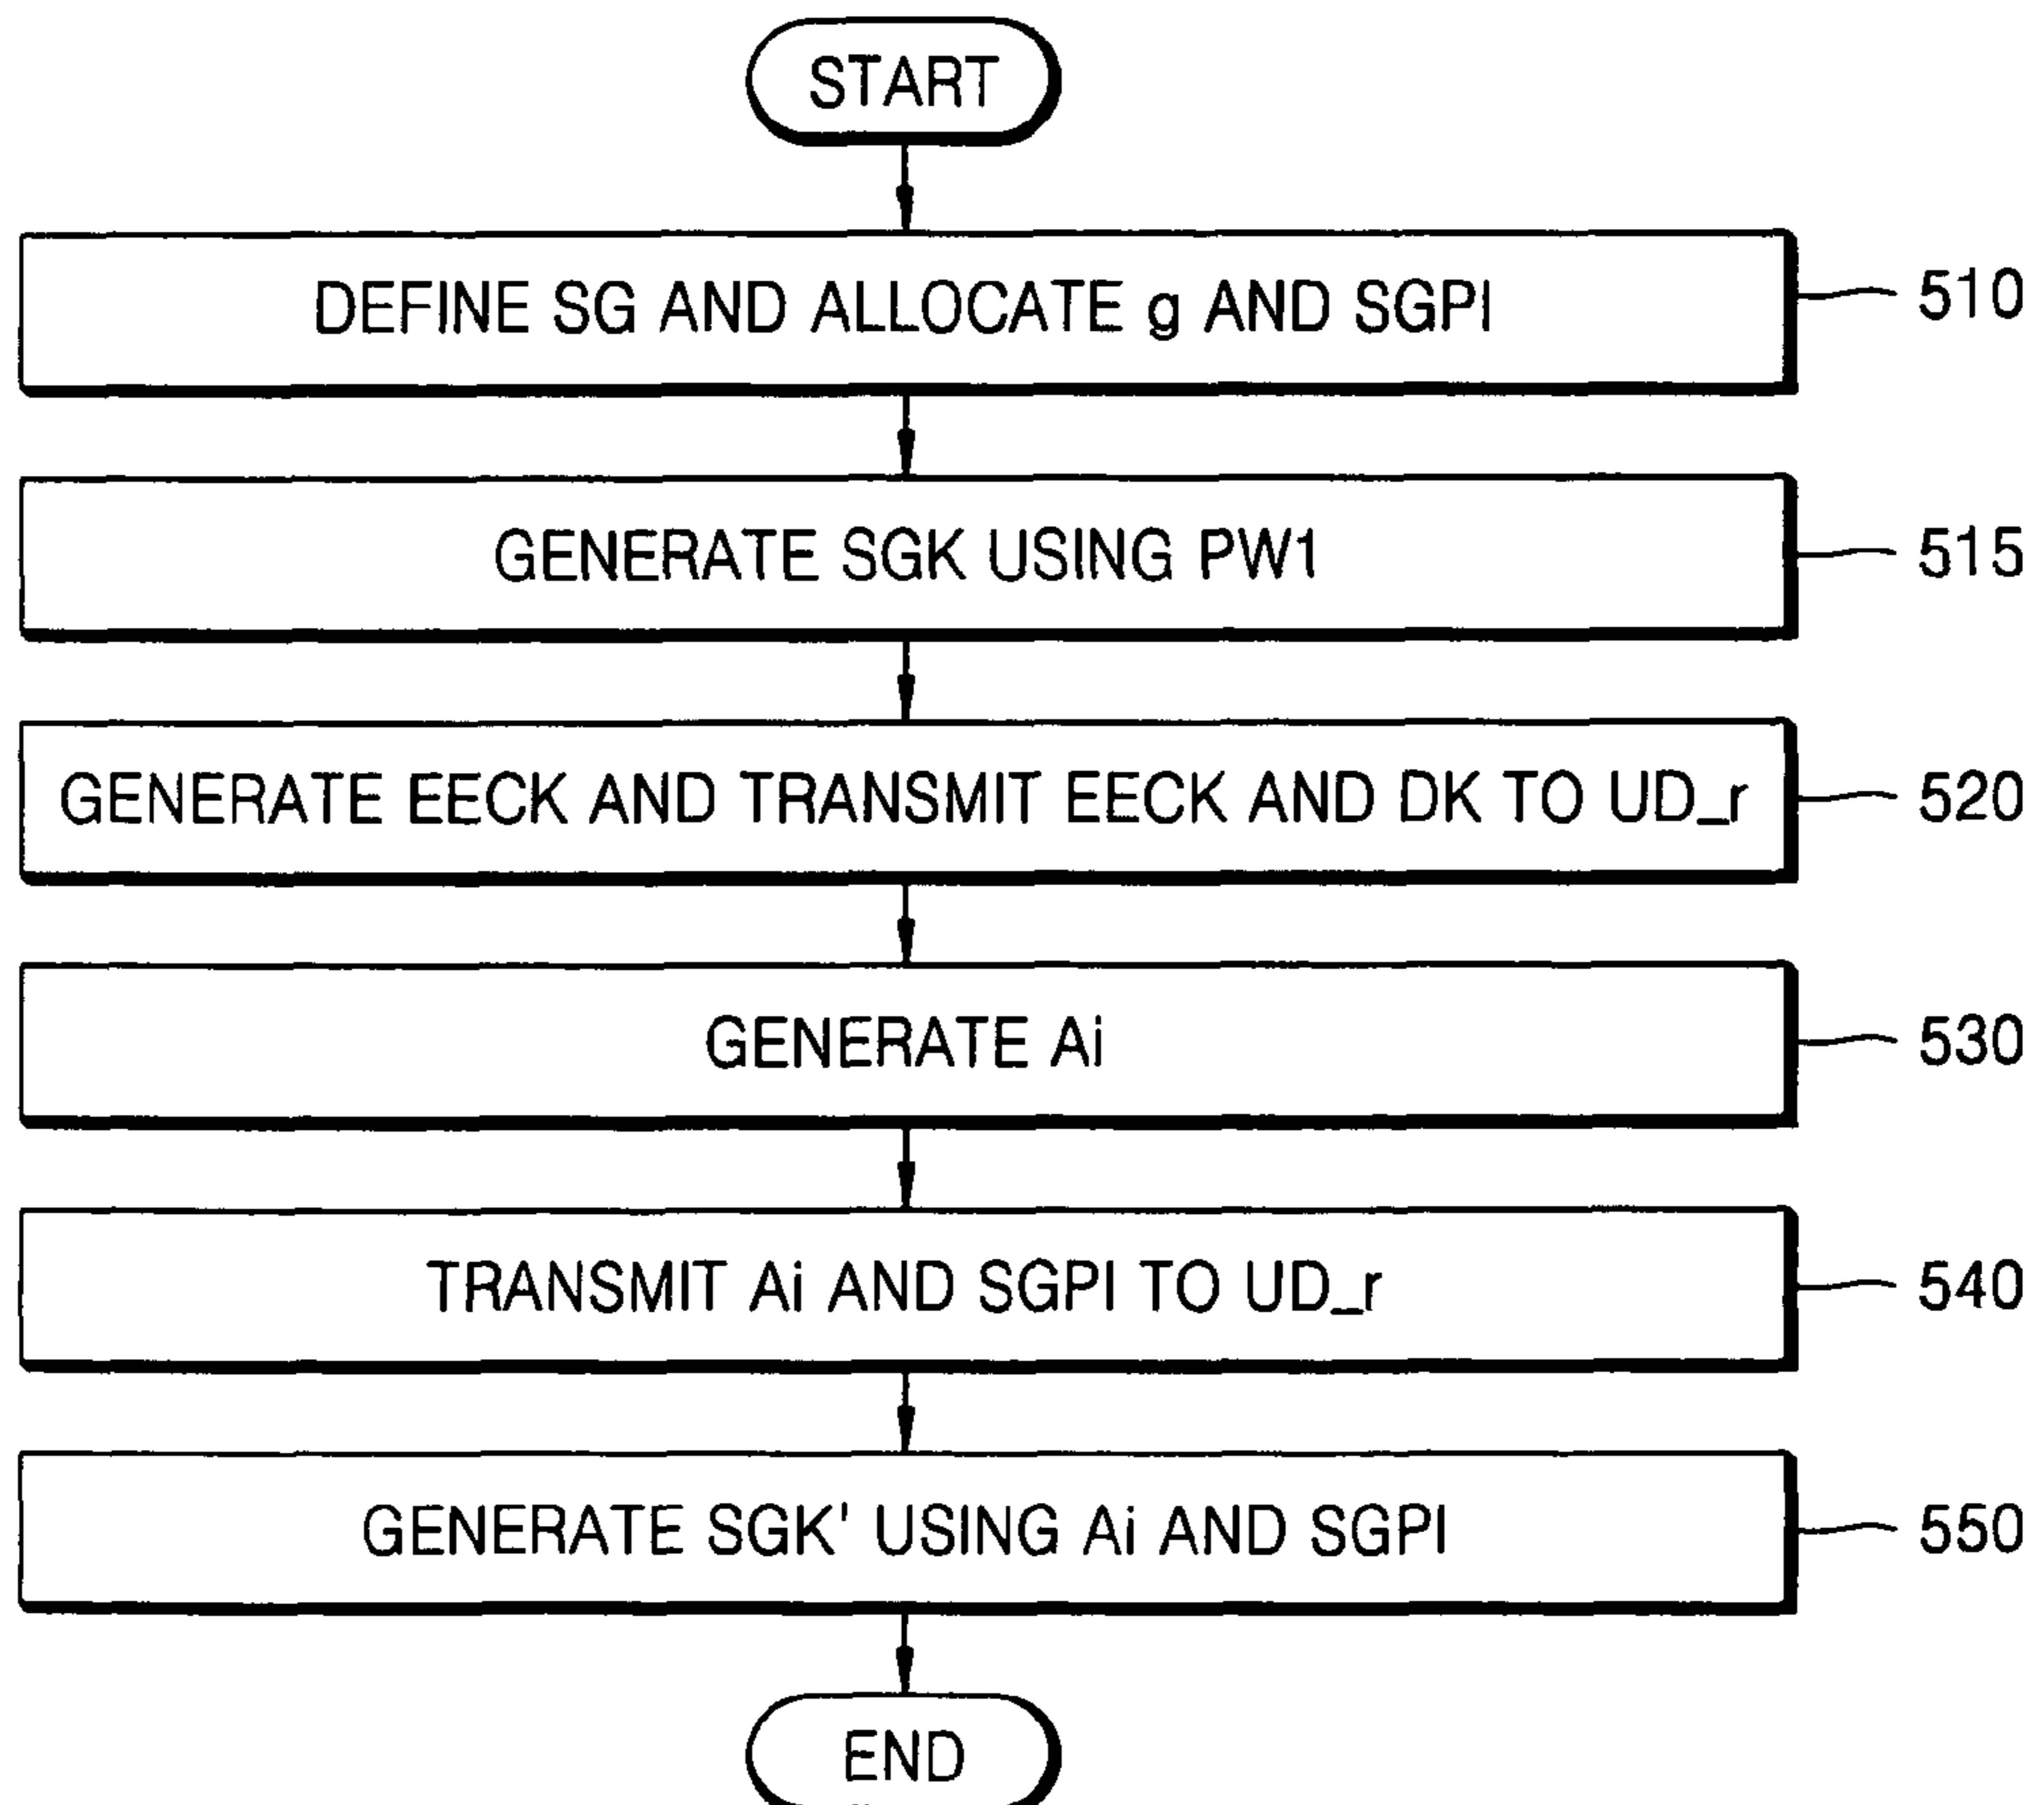 START
DEFINE SG AND ALLOCATE g AND SGPI
510
GENERATE SGK USING PW1
515
GENERATE EECK AND TRANSMIT EECK AND DK TO UD_r
520
GENERATE Ai
530
TRANSMIT Ai AND SGPI TO UD_r
540
GENERATE SGK' USING Ai AND SGPI
550
END